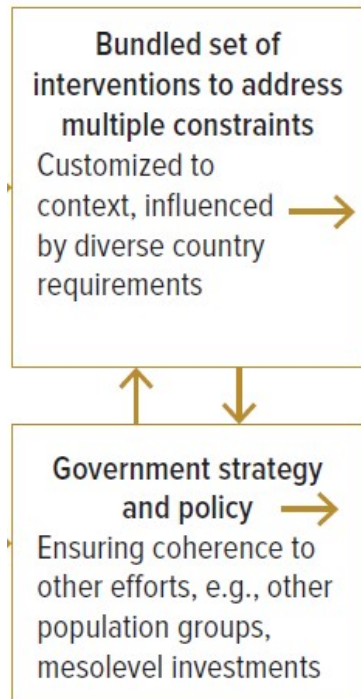 Bundled set of
interventions to address
multiple constraints
Customized to
context, influenced
by diverse country
requirements
Government strategy
and policy
Ensuring coherence to
other efforts, e.g., other
population groups,
mesolevel investments